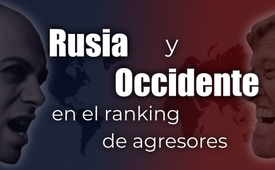 Rusia y
Occidente
en el ranking
de agresores